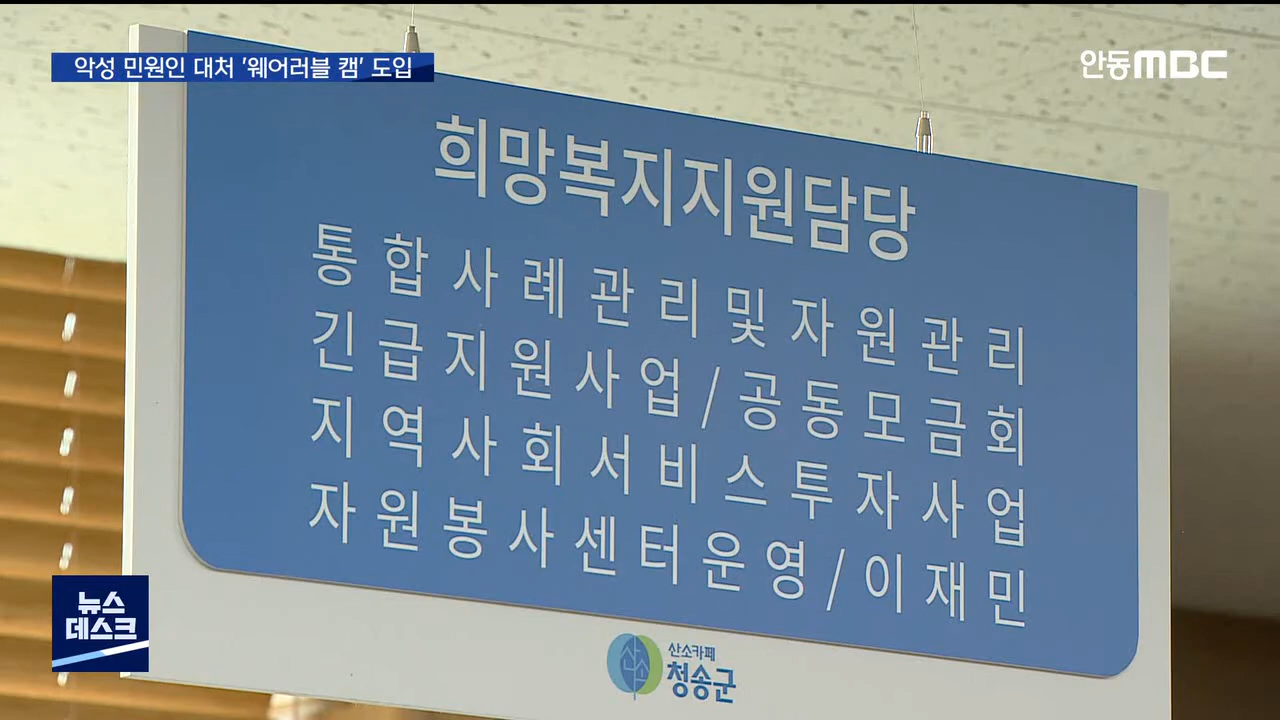 악성 민원인 대처 '웨어러블 캠' 도입
안동MBC
희망복지지원담당
통합사례관리및자원관리
긴급지원사업/공동모금회
지역사회서비스투자사업
자원봉사센터운영/이재민
산소
산소카페
청송군
뉴스
데스크